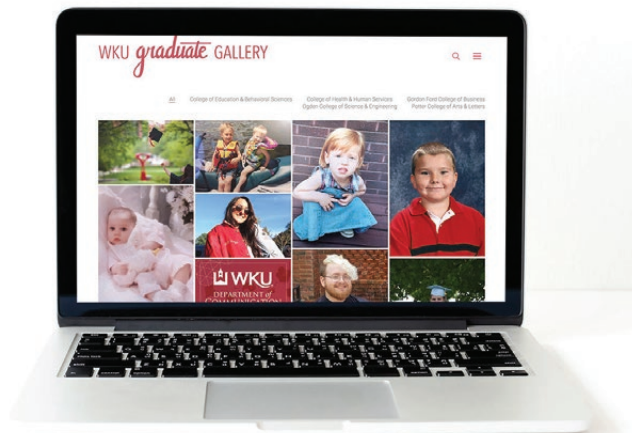 WKU graduate GALLERY
All College of Education & Behavioral Sciences College of Health & Human Services Gordon Ford College of Business
Ogden College of Science & Engineering Potter College of Arts & Letters
WKU
DEPARTMENT of
COMMUNICATION